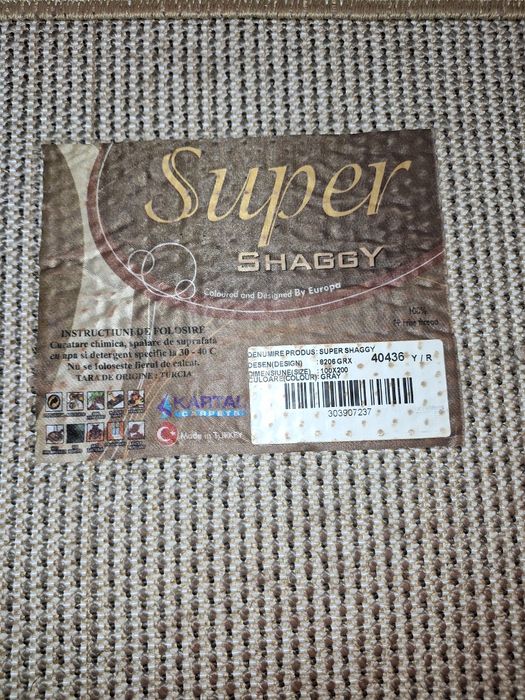 Super
SHAGGY
Coloured and Designed By Europa
100%
INSTRUCTIUNI DE FOLOSIRE
Curatare chimica, spalare de suprafata
cu apa si detergent specific la 30 - 40 C
Nu se foloseste fierul de calcat.
TARA DE ORIGINE : TURCIA
DENUMIRE PRODUS: SUPER SHAGGY
DESEN(DESIGN) : 8206 GRX 40436 Y / R
DIMENSIUNE(SIZE) : 100X200
CULOARE(COLOUR): GRAY
303907237
KARTAL
CARPETS
Made in TURKEY